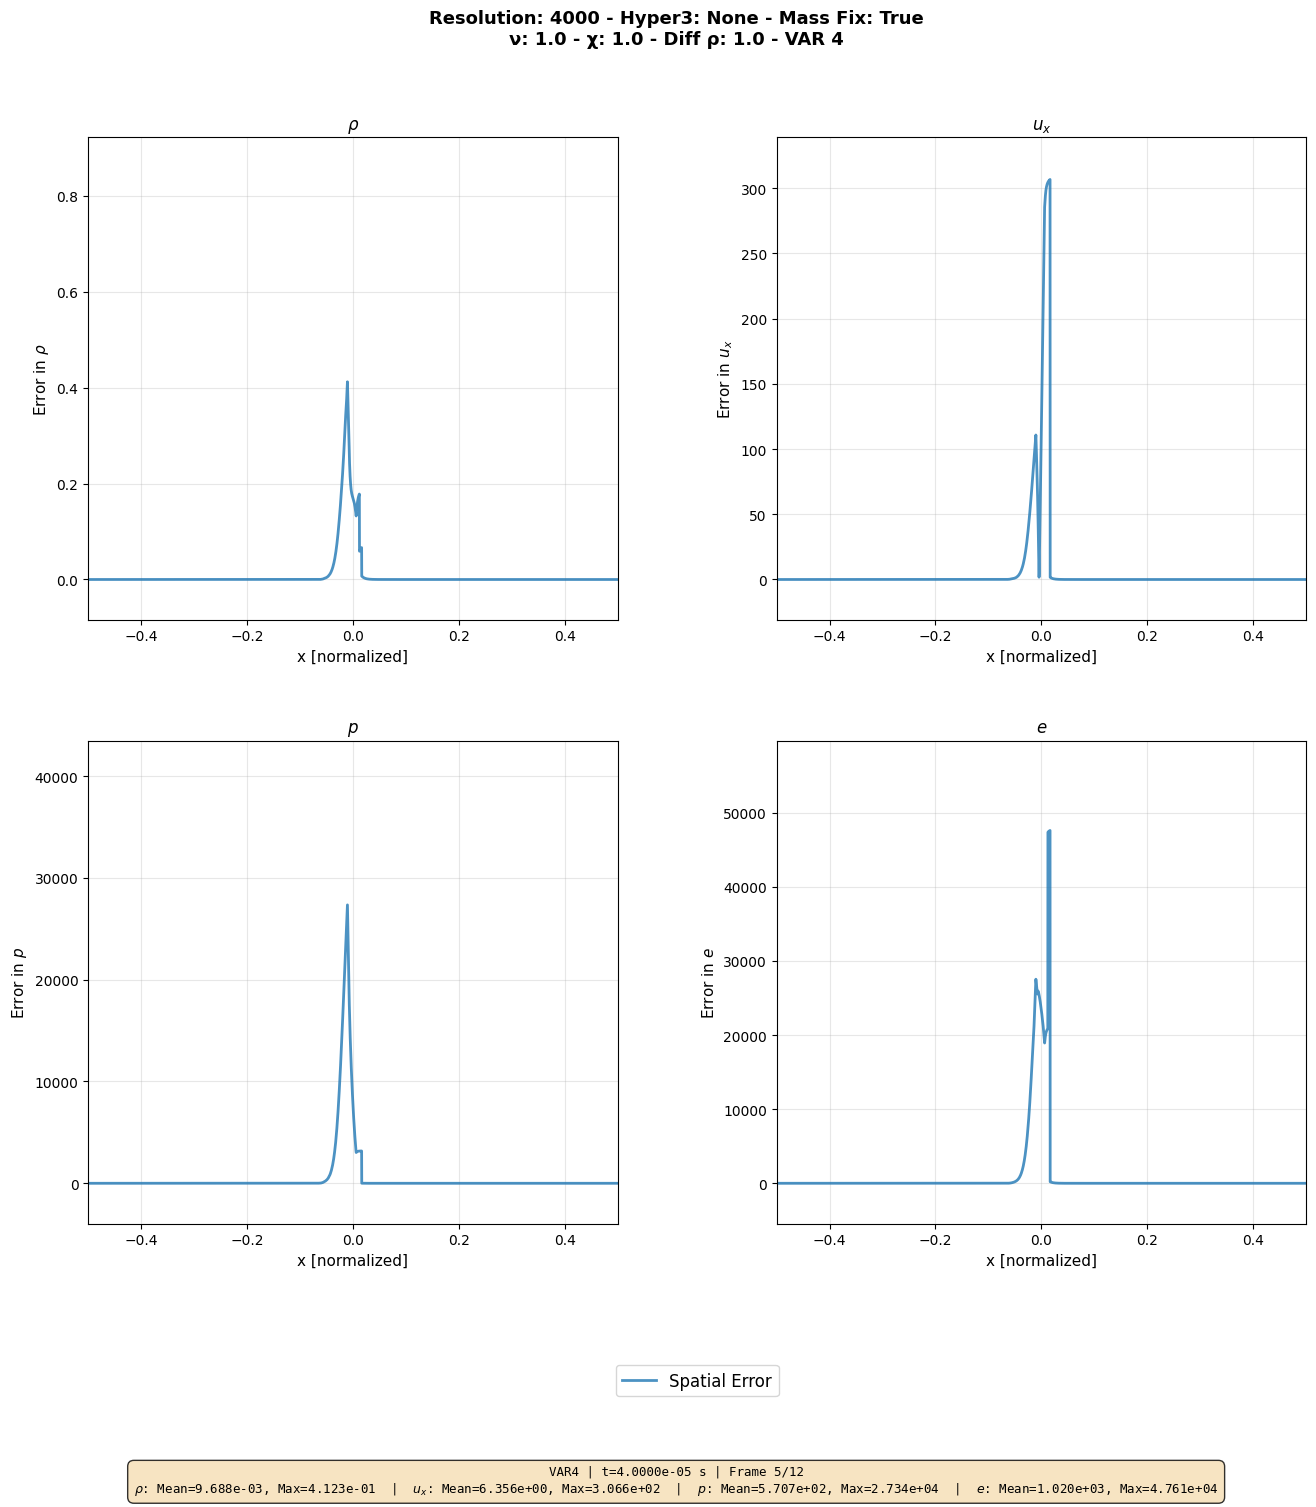 Resolution: 4000 - Hyper3: None - Mass Fix: True
ν: 1.0 - χ: 1.0 - Diff ρ: 1.0 - VAR 4
ρ
Error in ρ
0.8
0.6
0.4
0.2
0.0
−0.4 −0.2 0.0 0.2 0.4
x [normalized]
uₓ
Error in uₓ
300
250
200
150
100
50
0
−0.4 −0.2 0.0 0.2 0.4
x [normalized]
p
Error in p
40000
30000
20000
10000
0
−0.4 −0.2 0.0 0.2 0.4
x [normalized]
e
Error in e
50000
40000
30000
20000
10000
0
−0.4 −0.2 0.0 0.2 0.4
x [normalized]
Spatial Error
VAR4 | t=4.0000e-05 s | Frame 5/12
ρ: Mean=9.688e-03, Max=4.123e-01 | uₓ: Mean=6.356e+00, Max=3.066e+02 | p: Mean=5.707e+02, Max=2.734e+04 | e: Mean=1.020e+03, Max=4.761e+04